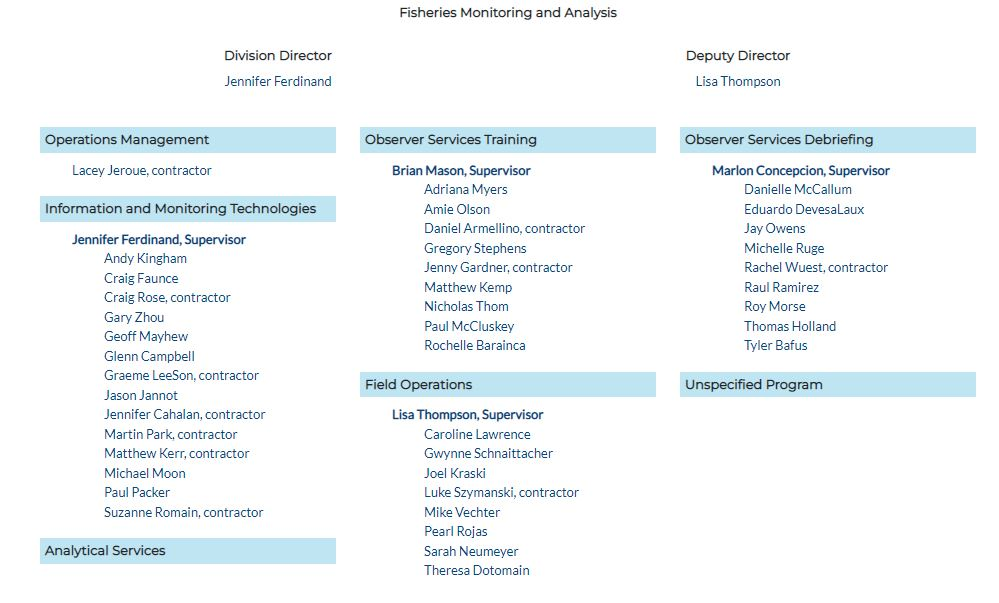 Fisheries Monitoring and Analysis
Division Director
Jennifer Ferdinand
Deputy Director
Lisa Thompson
Operations Management
Lacey Jeroue, contractor
Information and Monitoring Technologies
Jennifer Ferdinand, Supervisor
Andy Kingham
Craig Faunce
Craig Rose, contractor
Gary Zhou
Geoff Mayhew
Glenn Campbell
Graeme LeeSon, contractor
Jason Jannot
Jennifer Cahalan, contractor
Martin Park, contractor
Matthew Kerr, contractor
Michael Moon
Paul Packer
Suzanne Romain, contractor
Analytical Services
Observer Services Training
Brian Mason, Supervisor
Adriana Myers
Amie Olson
Daniel Armellino, contractor
Gregory Stephens
Jenny Gardner, contractor
Matthew Kemp
Nicholas Thom
Paul McCluskey
Rochelle Barainca
Field Operations
Lisa Thompson, Supervisor
Caroline Lawrence
Gwynne Schnaittacher
Joel Kraski
Luke Szymanski, contractor
Mike Vechter
Pearl Rojas
Sarah Neumeyer
Theresa Dotomain
Observer Services Debriefing
Marlon Concepcion, Supervisor
Danielle McCallum
Eduardo DevesaLaux
Jay Owens
Michelle Ruge
Rachel Wuest, contractor
Raul Ramirez
Roy Morse
Thomas Holland
Tyler Bafus
Unspecified Program